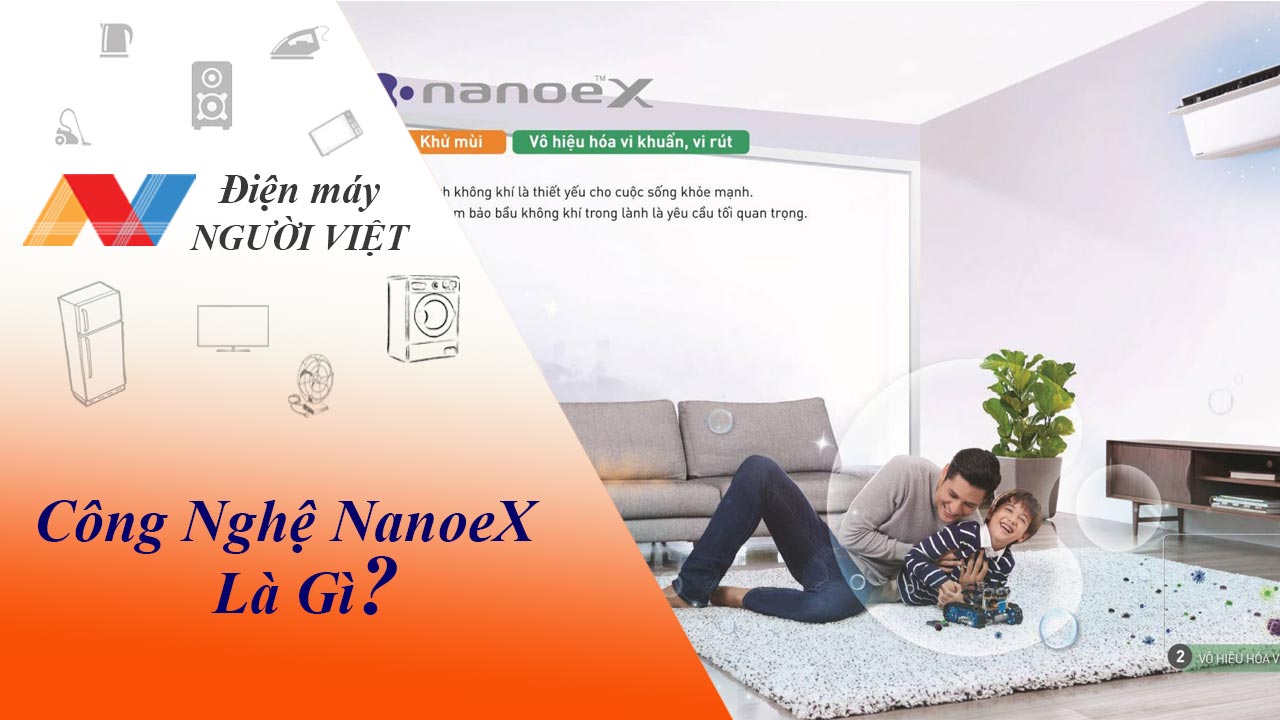 nanoeX™
Khử mùi
Vô hiệu hóa vi khuẩn, vi rút
không khí là thiết yếu cho cuộc sống khỏe mạnh.
bảo bầu không khí trong lành là yêu cầu tối quan trọng.
Điện máy
NGƯỜI VIỆT
Công Nghệ NanoeX
Là Gì?
2 VÔ HIỆU HÓA